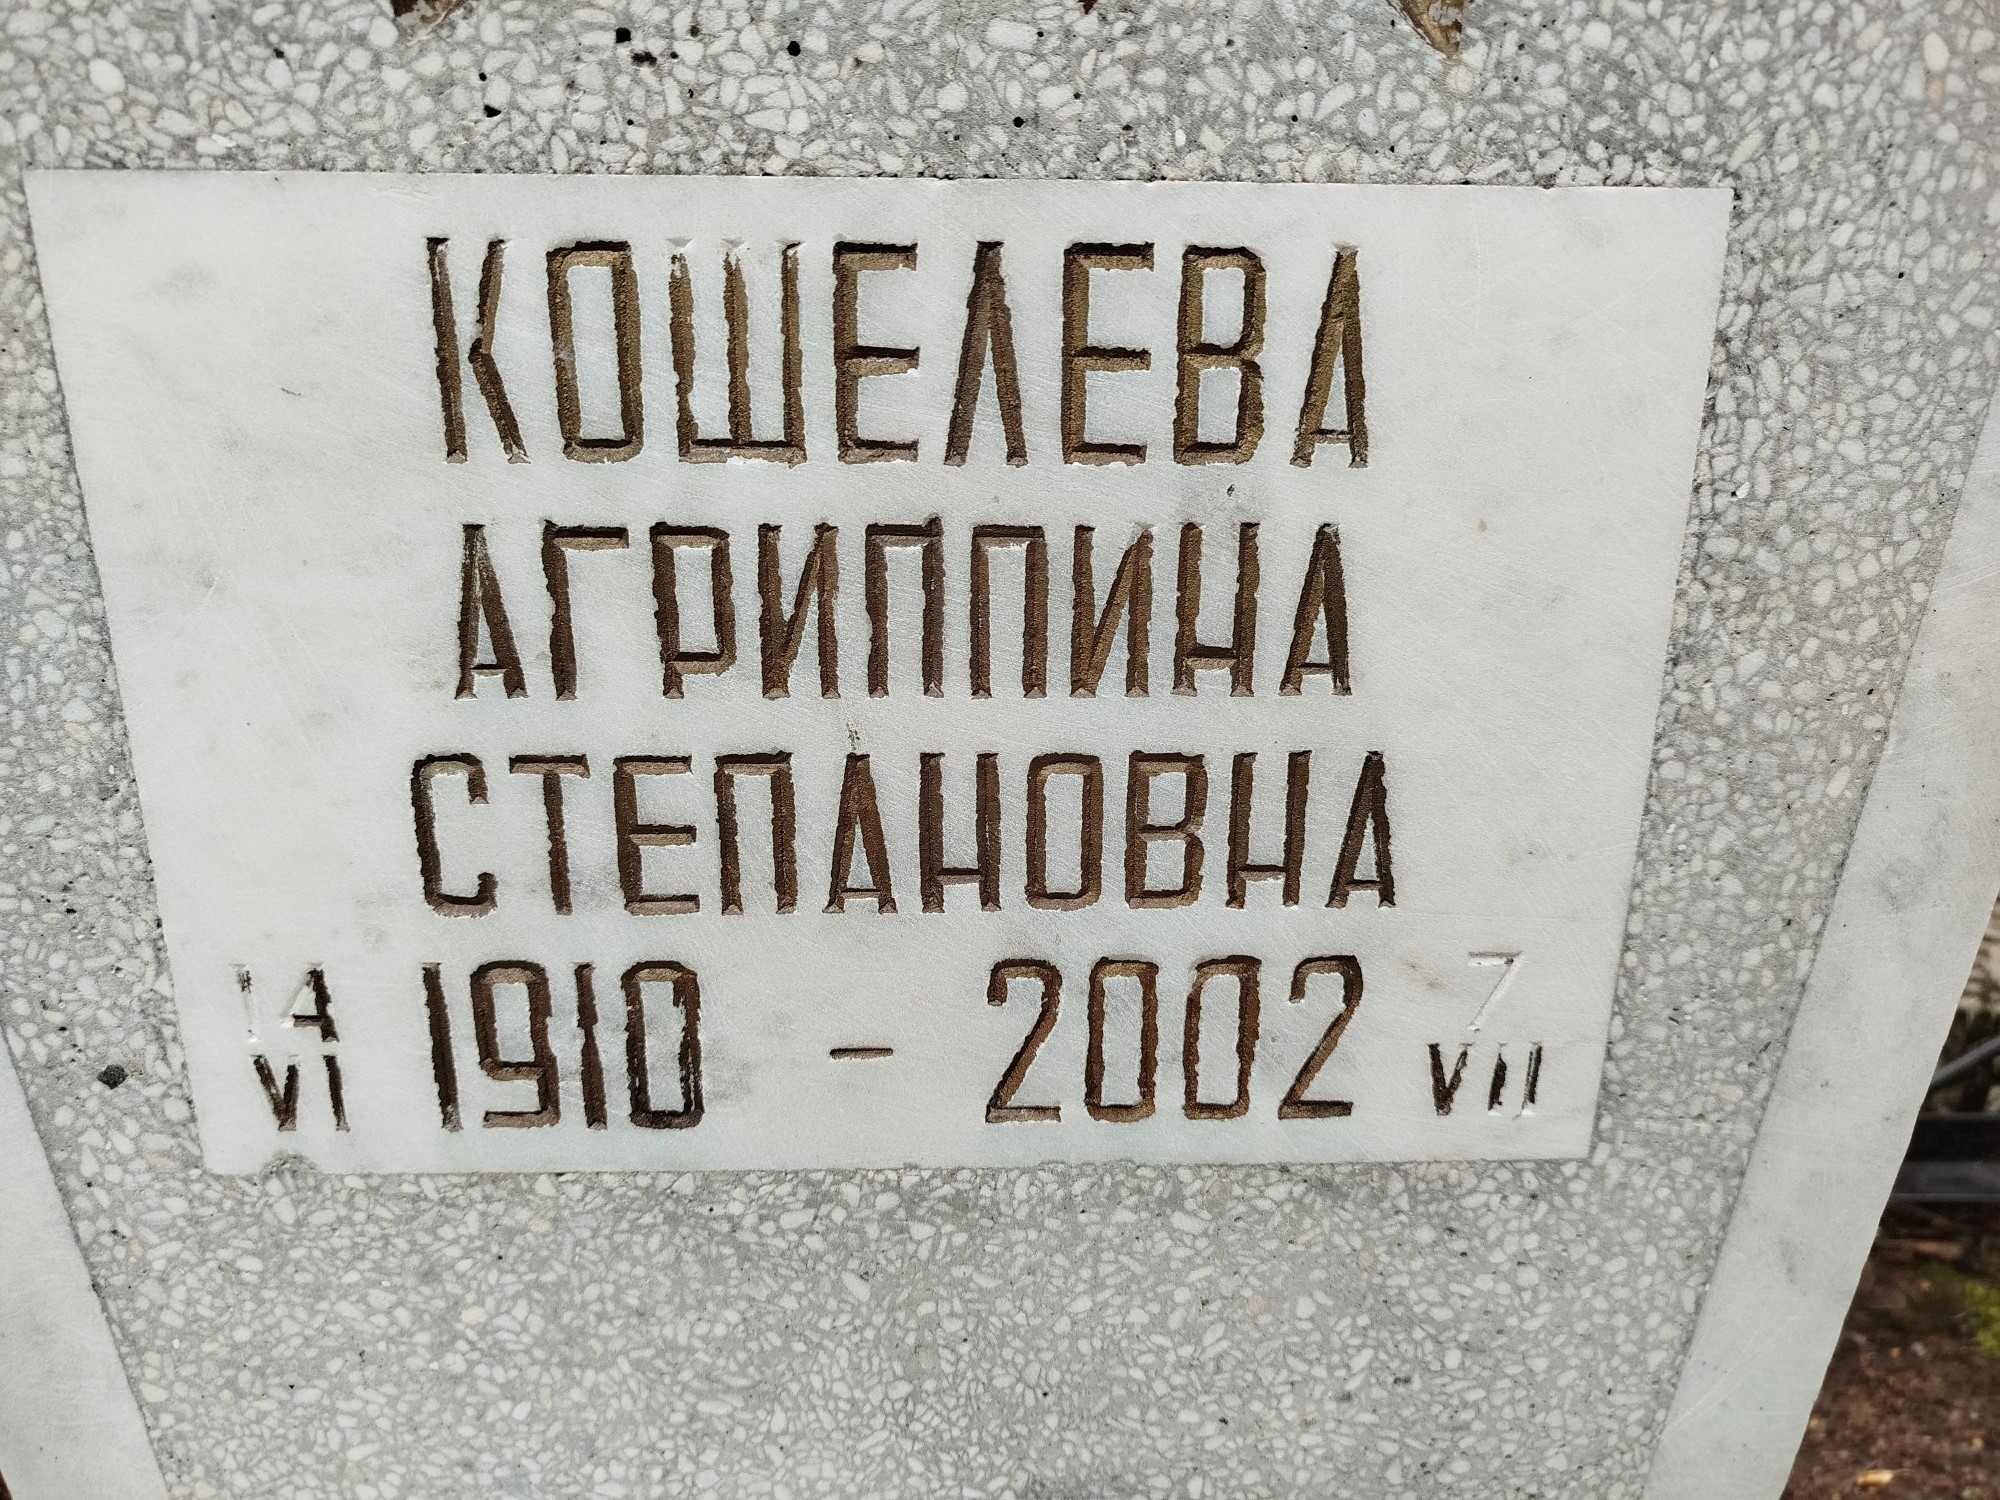 КОШЕЛЕВА
АГРИППИНА
СТЕПАНОВНА
14 1910 – 2002 7
VI VII